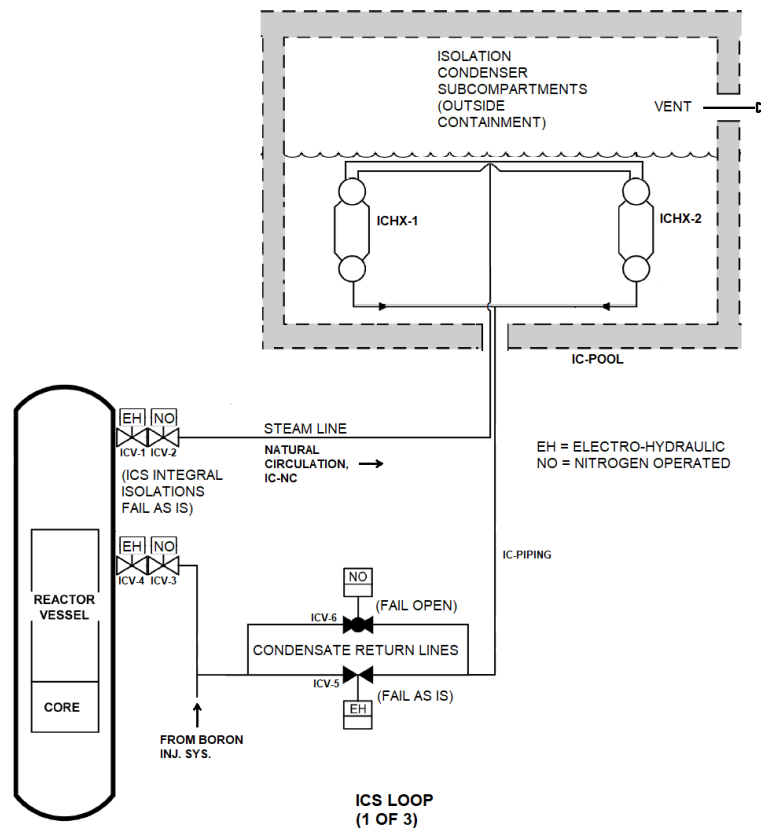 ISOLATION
CONDENSER
SUBCOMPARTMENTS
(OUTSIDE
CONTAINMENT)
VENT
ICHX-1
ICHX-2
IC-POOL
EH NO
ICV-1 ICV-2
STEAM LINE
NATURAL
CIRCULATION,
IC-NC
(ICS INTEGRAL
ISOLATIONS
FAIL AS IS)
EH = ELECTRO-HYDRAULIC
NO = NITROGEN OPERATED
EH NO
ICV-4 ICV-3
IC-PIPING
REACTOR
VESSEL
CORE
NO
(FAIL OPEN)
ICV-6
CONDENSATE RETURN LINES
ICV-5
(FAIL AS IS)
EH
FROM BORON
INJ. SYS.
ICS LOOP
(1 OF 3)